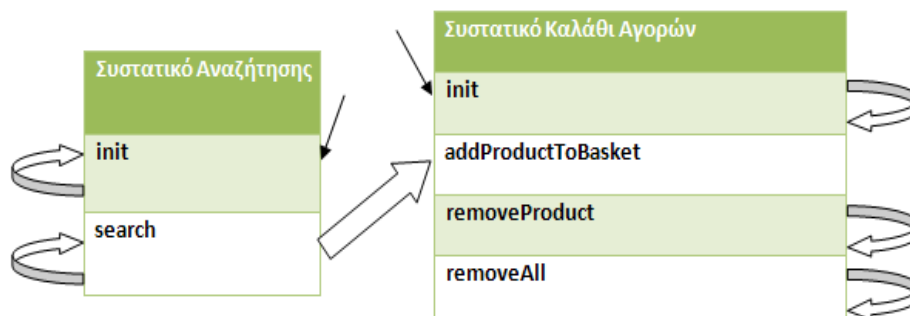 Συστατικό Αναζήτησης
init
search
Συστατικό Καλάθι Αγορών
init
addProductToBasket
removeProduct
removeAll